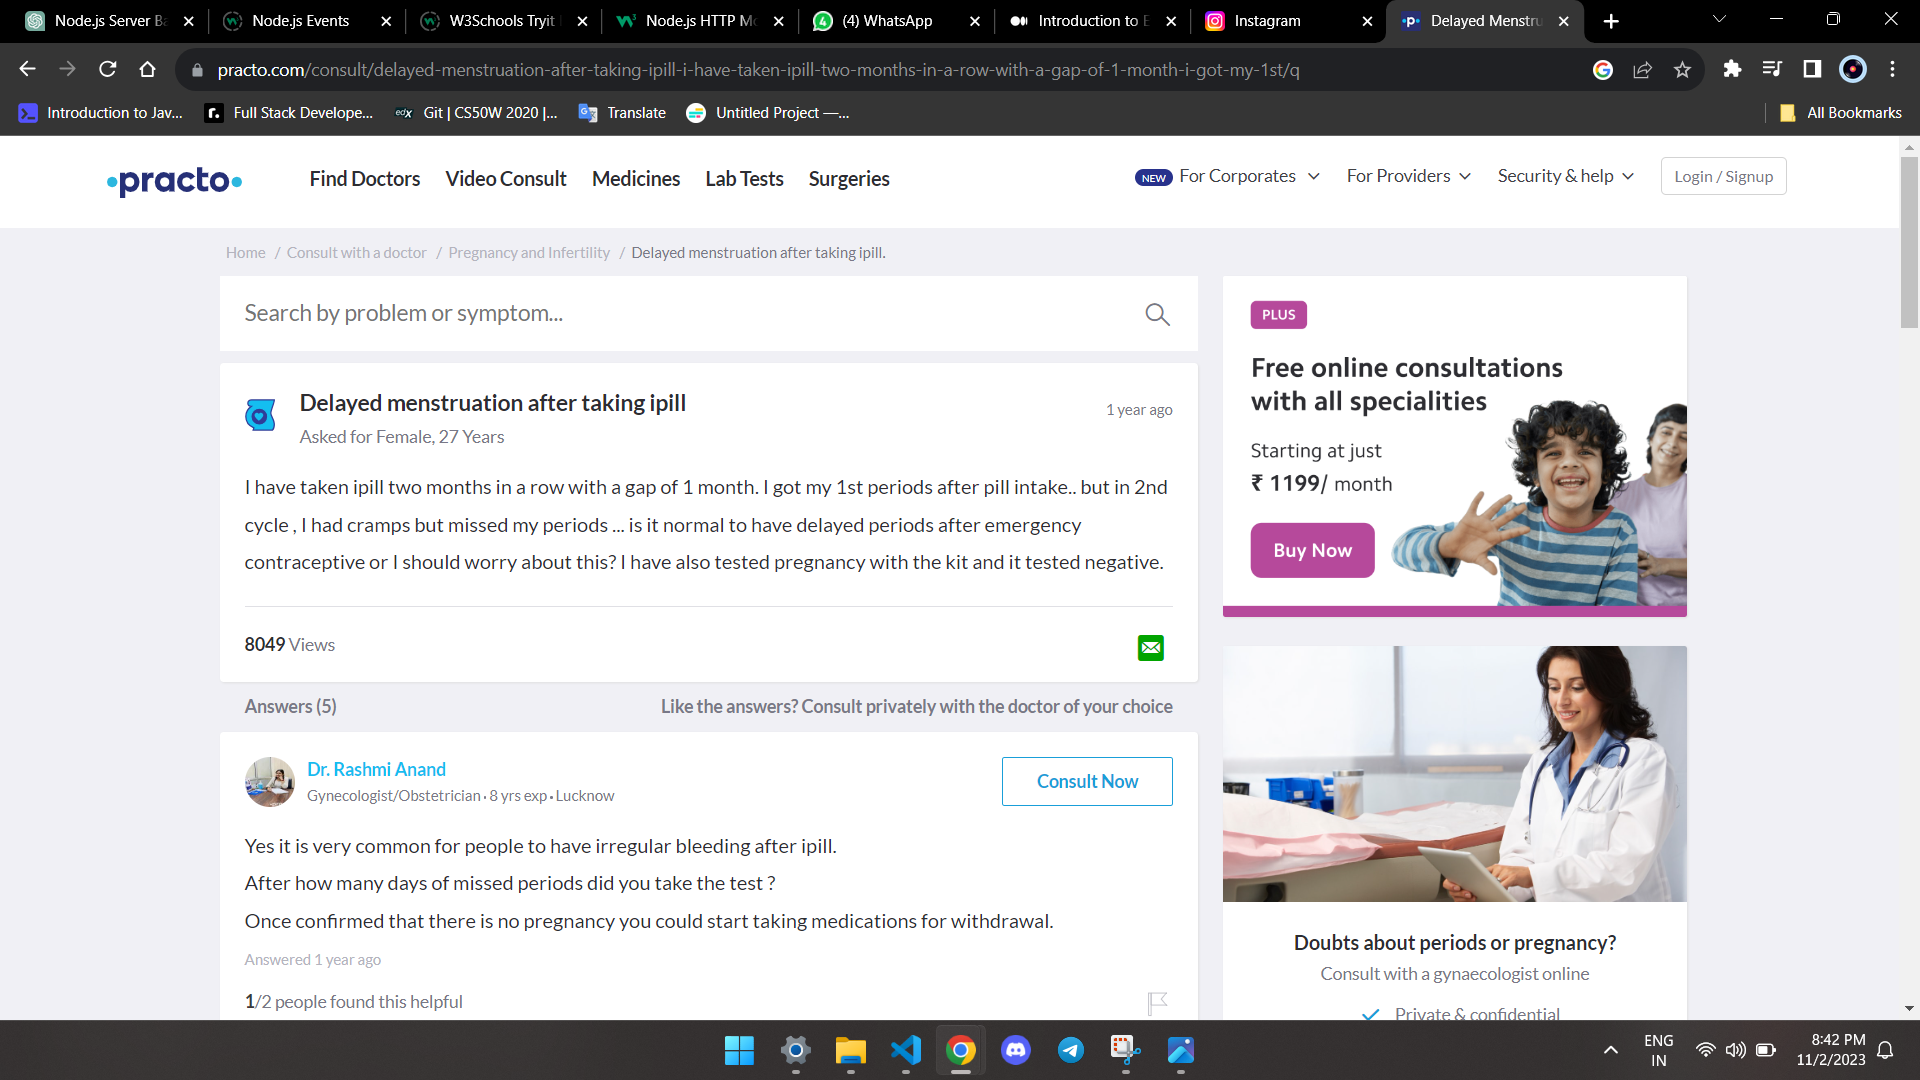 Node.js Server Ba
Node.js Events
W3Schools Tryit
Node.js HTTP Mo
(4) WhatsApp
Introduction to E
Instagram
Delayed Menstru
practo.com/consult/delayed-menstruation-after-taking-ipill-i-have-taken-ipill-two-months-in-a-row-with-a-gap-of-1-month-i-got-my-1st/q
Introduction to Jav...
Full Stack Develope...
edX
Git | CS50W 2020 |...
Translate
Untitled Project —...
All Bookmarks
practo
Find Doctors
Video Consult
Medicines
Lab Tests
Surgeries
NEW For Corporates
For Providers
Security & help
Login / Signup
Home / Consult with a doctor / Pregnancy and Infertility / Delayed menstruation after taking ipill.
Search by problem or symptom...
Delayed menstruation after taking ipill
1 year ago
Asked for Female, 27 Years
I have taken ipill two months in a row with a gap of 1 month. I got my 1st periods after pill intake.. but in 2nd
cycle , I had cramps but missed my periods ... is it normal to have delayed periods after emergency
contraceptive or I should worry about this? I have also tested pregnancy with the kit and it tested negative.
8049 Views
Answers (5)
Like the answers? Consult privately with the doctor of your choice
Dr. Rashmi Anand
Gynecologist/Obstetrician • 8 yrs exp • Lucknow
Consult Now
Yes it is very common for people to have irregular bleeding after ipill.
After how many days of missed periods did you take the test ?
Once confirmed that there is no pregnancy you could start taking medications for withdrawal.
Answered 1 year ago
1/2 people found this helpful
PLUS
Free online consultations
with all specialities
Starting at just
₹ 1199/ month
Buy Now
Doubts about periods or pregnancy?
Consult with a gynaecologist online
Private & confidential
ENG
IN
8:42 PM
11/2/2023